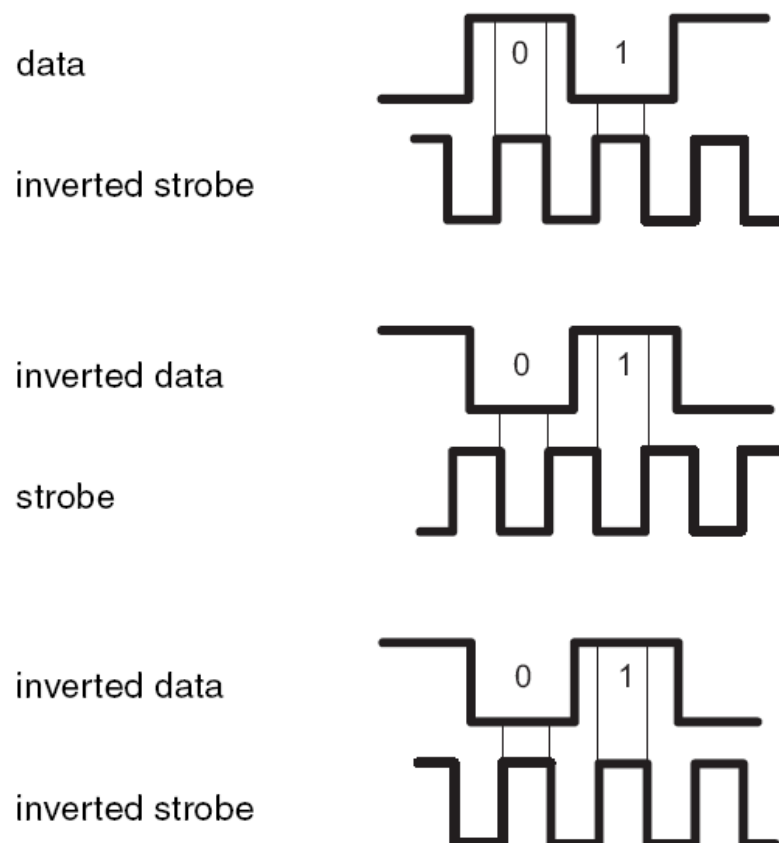 0 1
data
inverted strobe
0 1
inverted data
strobe
0 1
inverted data
inverted strobe